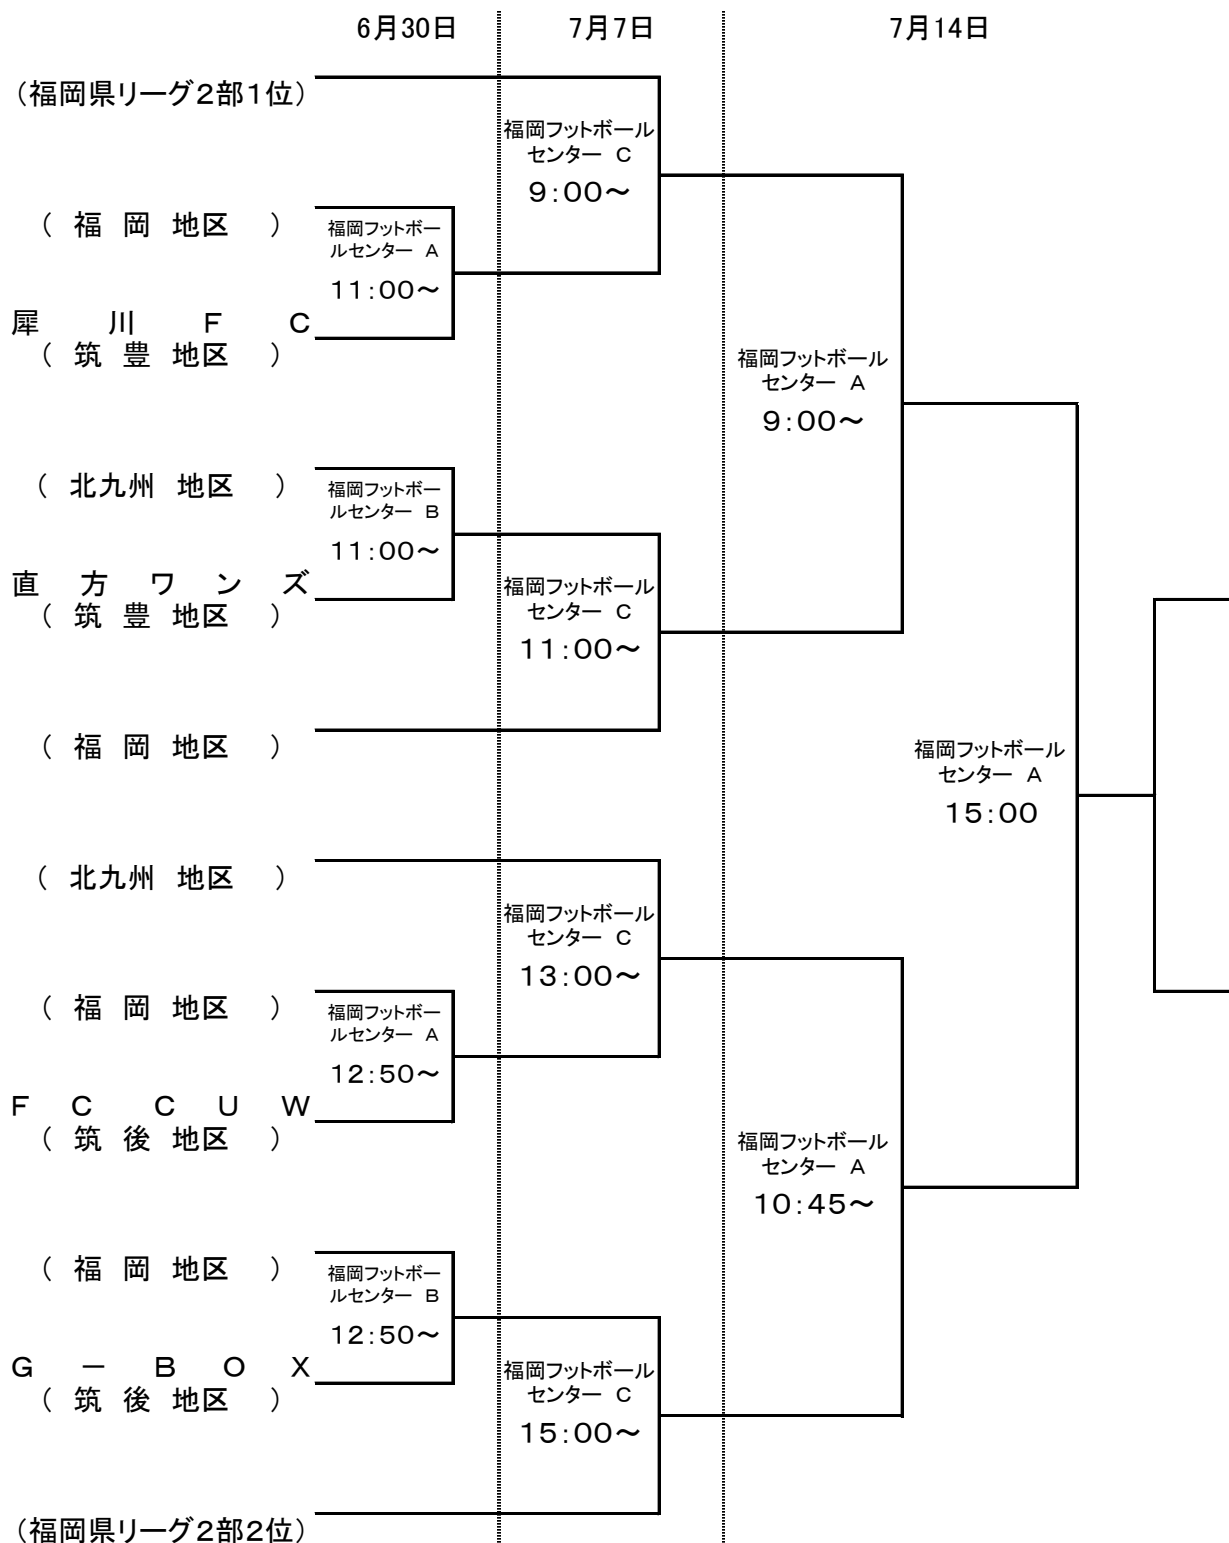 6月30日 7月7日 7月14日
（福岡県リーグ２部１位）
福岡フットボール
センター C
9:00～
（ 福 岡 地区 ）
福岡フットボー
ルセンター A
11:00～
犀 川 F C
（ 筑 豊 地区 ）
福岡フットボール
センター A
9:00～
（ 北九州 地区 ）
福岡フットボー
ルセンター B
11:00～
直 方 ワ ン ズ
（ 筑 豊 地区 ）
福岡フットボール
センター C
11:00～
（ 福 岡 地区 ）
福岡フットボール
センター A
15:00
（ 北九州 地区 ）
福岡フットボール
センター C
13:00～
（ 福 岡 地区 ）
福岡フットボー
ルセンター A
12:50～
F C C U W
（ 筑 後 地区 ）
福岡フットボール
センター A
10:45～
（ 福 岡 地区 ）
福岡フットボー
ルセンター B
12:50～
G － B O X
（ 筑 後 地区 ）
福岡フットボール
センター C
15:00～
（福岡県リーグ２部２位）